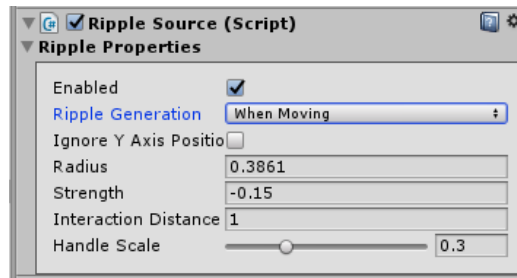 Ripple Source (Script)
Ripple Properties
Enabled
Ripple Generation When Moving
Ignore Y Axis Positio
Radius 0.3861
Strength -0.15
Interaction Distance 1
Handle Scale 0.3